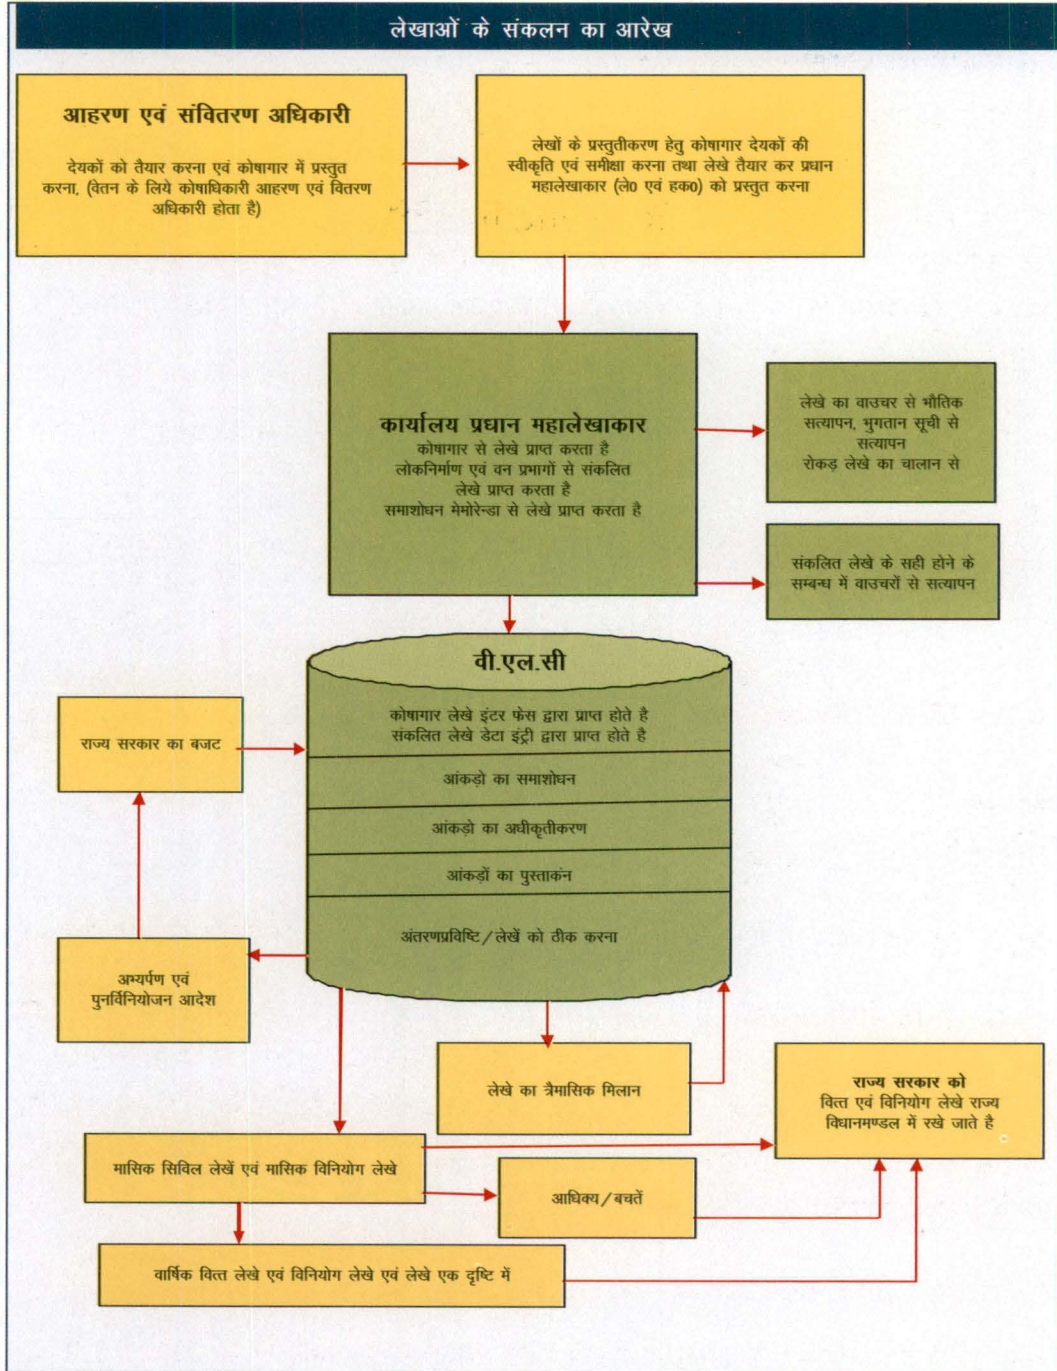 लेखाओं के संकलन का आरेख
आहरण एवं संवितरण अधिकारी
देयकों को तैयार करना एवं कोषागार में प्रस्तुत
करना, (वेतन के लिये कोषाधिकारी आहरण एवं वितरण
अधिकारी होता है)
लेखों के प्रस्तुतीकरण हेतु कोषागार देयकों की
स्वीकृति एवं समीक्षा करना तथा लेखे तैयार कर प्रधान
महालेखाकार (ले० एवं हक०) को प्रस्तुत करना
कार्यालय प्रधान महालेखाकार
कोषागार से लेखे प्राप्त करता है
लोकनिर्माण एवं वन प्रभागों से संकलित
लेखे प्राप्त करता है
समाशोधन मेमोरेन्डा से लेखे प्राप्त करता है
लेखे का वाउचर से भौतिक
सत्यापन, भुगतान सूची से
सत्यापन
रोकड़ लेखे का चालान से
संकलित लेखे के सही होने के
सम्बन्ध में वाउचरों से सत्यापन
वी.एल.सी
कोषागार लेखे इंटर फेस द्वारा प्राप्त होते है
संकलित लेखे डेटा इंट्री द्वारा प्राप्त होते है
राज्य सरकार का बजट
आंकड़ो का समाशोधन
आंकड़ो का अधीकृतीकरण
आंकड़ों का पुस्ताकंन
अंतरणप्रविष्टि/लेखें को ठीक करना
अभ्यर्पण एवं
पुनर्विनियोजन आदेश
लेखे का त्रैमासिक मिलान
राज्य सरकार को
वित्त एवं विनियोग लेखे राज्य
विधानमण्डल में रखे जाते है
मासिक सिविल लेखें एवं मासिक विनियोग लेखे
आधिक्य/बचतें
वार्षिक वित्त लेखे एवं विनियोग लेखे एवं लेखे एक दृष्टि में